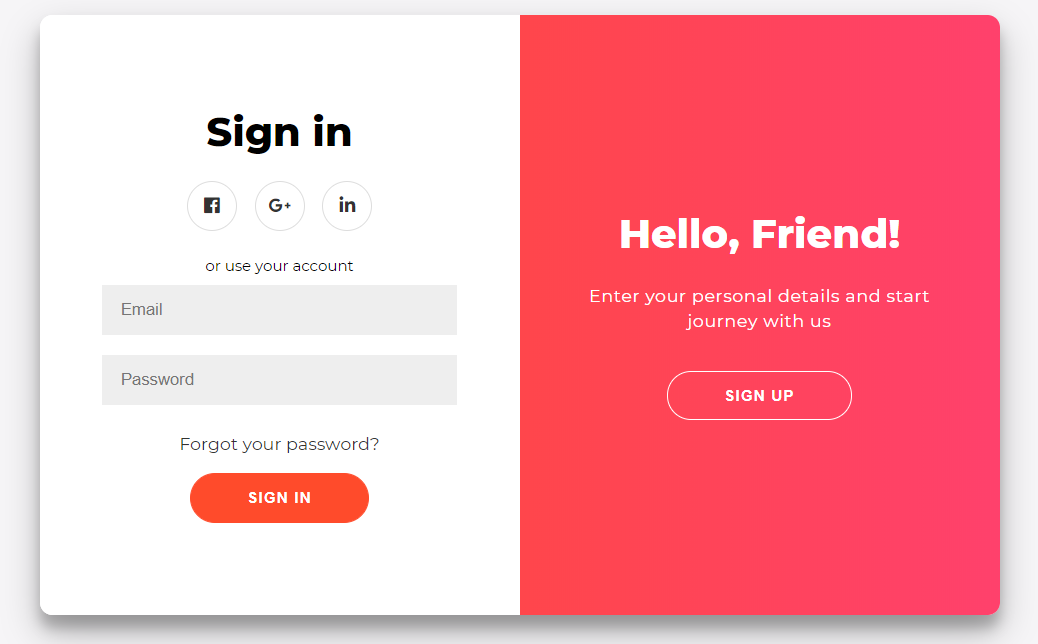 Sign in
G+
in
or use your account
Email
Password
Forgot your password?
SIGN IN
Hello, Friend!
Enter your personal details and start
journey with us
SIGN UP